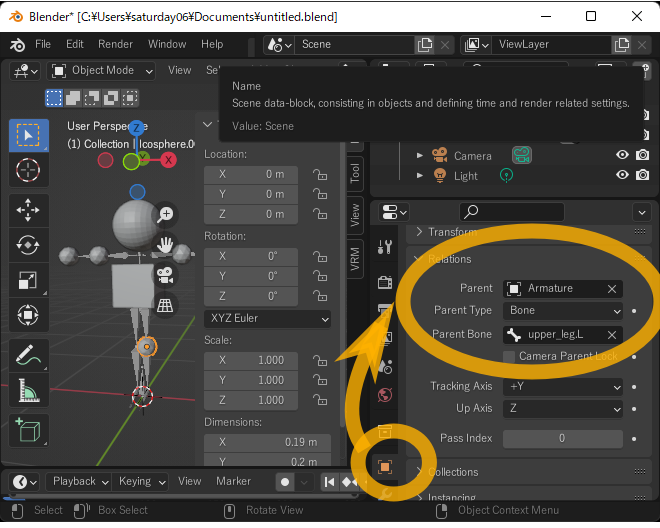 Blender* [C:¥Users¥saturday06¥Documents¥untitled.blend]
File Edit Render Window Help Scene ViewLayer
Object Mode View
Name
Scene data-block, consisting in objects and defining time and render related settings.
Value: Scene
User Perspective
(1) Collection | Icosphere.00
Location:
X 0 m
Y 0 m
Z 0 m
Rotation:
X 0°
Y 0°
Z 0°
XYZ Euler
Scale:
X 1.000
Y 1.000
Z 1.000
Dimensions:
X 0.19 m
Y 0.2 m
Z
Y
X
Tool
View
VRM
Camera
Light
Transform
Relations
Parent Armature
Parent Type Bone
Parent Bone upper_leg.L
Camera Parent Lock
Tracking Axis +Y
Up Axis Z
Pass Index 0
Collections
Instancing
Playback Keying View Marker
Select Box Select Rotate View Object Context Menu